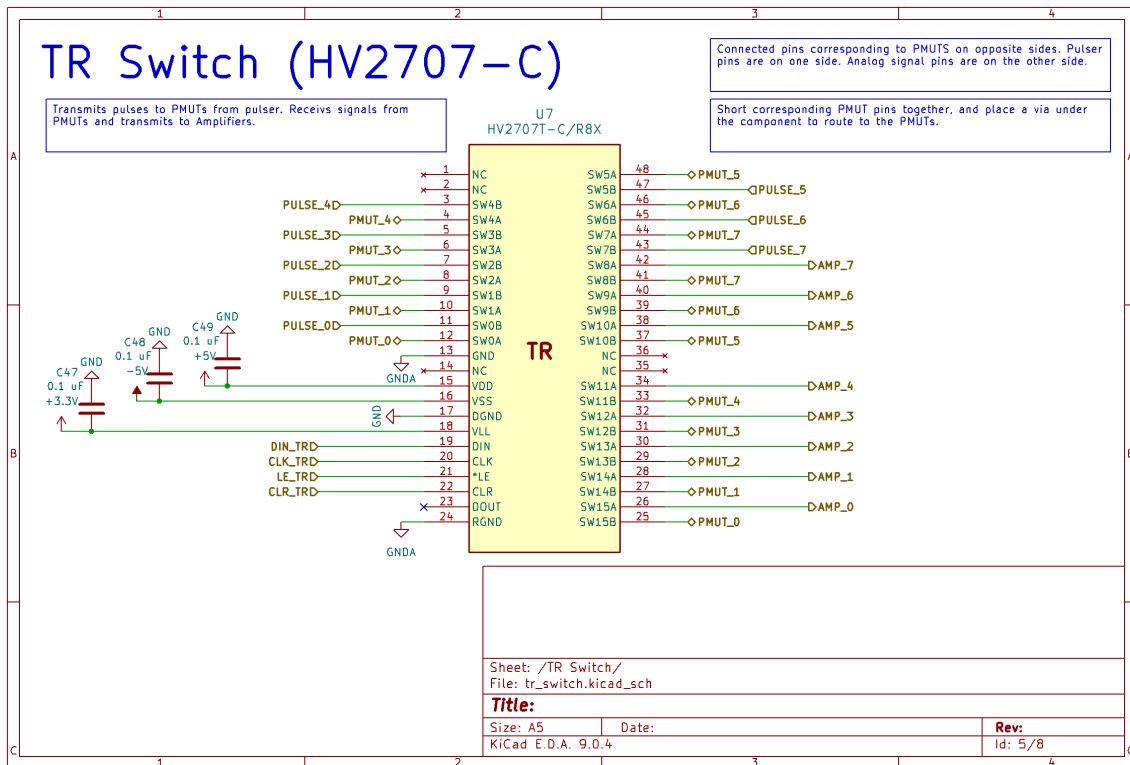 1 2 3 4
TR Switch (HV2707-C)
Connected pins corresponding to PMUTS on opposite sides. Pulser
pins are on one side. Analog signal pins are on the other side.
Transmits pulses to PMUTs from pulser. Receivs signals from
PMUTs and transmits to Amplifiers.
Short corresponding PMUT pins together, and place a via under
the component to route to the PMUTs.
U7
HV2707T-C/R8X
A
1 NC SW5A 48 PMUT_5
2 NC SW5B 47 PULSE_5
PULSE_4 3 SW4B SW6A 46 PMUT_6
PMUT_4 4 SW4A SW6B 45 PULSE_6
PULSE_3 5 SW3B SW7A 44 PMUT_7
PMUT_3 6 SW3A SW7B 43 PULSE_7
PULSE_2 7 SW2B SW8A 42 AMP_7
PMUT_2 8 SW2A SW8B 41 PMUT_7
PULSE_1 9 SW1B SW9A 40 AMP_6
PMUT_1 10 SW1A SW9B 39 PMUT_6
PULSE_0 11 SW0B SW10A 38 AMP_5
PMUT_0 12 SW0A SW10B 37 PMUT_5
13 GND NC 36
GNDA
14 NC NC 35
15 VDD SW11A 34 AMP_4
16 VSS SW11B 33 PMUT_4
GND 17 DGND SW12A 32 AMP_3
18 VLL SW12B 31 PMUT_3
DIN_TR 19 DIN SW13A 30 AMP_2
CLK_TR 20 CLK SW13B 29 PMUT_2
LE_TR 21 *LE SW14A 28 AMP_1
CLR_TR 22 CLR SW14B 27 PMUT_1
23 DOUT SW15A 26 AMP_0
24 RGND SW15B 25 PMUT_0
GNDA
TR
GND
C49
0.1 uF
+5V
GND
C48
0.1 uF
-5V
GND
C47
0.1 uF
+3.3V
B
Sheet: /TR Switch/
File: tr_switch.kicad_sch
Title:
Size: A5 Date: Rev:
KiCad E.D.A. 9.0.4 Id: 5/8
C
1 2 3 4